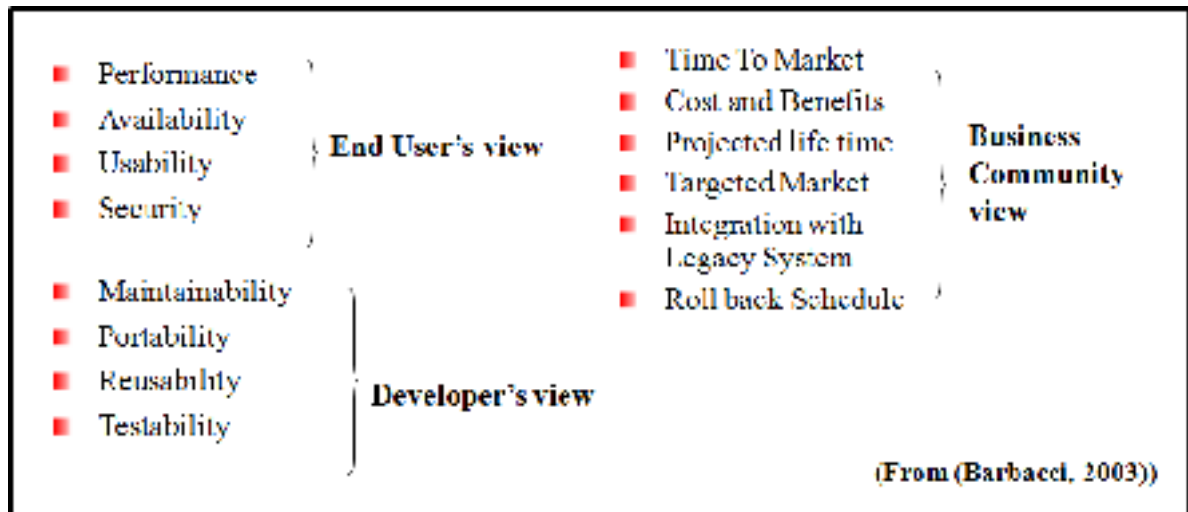 Performance
Availability
Usability
Security
End User's view
Maintainability
Portability
Reusability
Testability
Developer's view
Time To Market
Cost and Benefits
Projected life time
Targeted Market
Integration with
Legacy System
Roll back Schedule
Business
Community
view
(From (Barbacci, 2003))